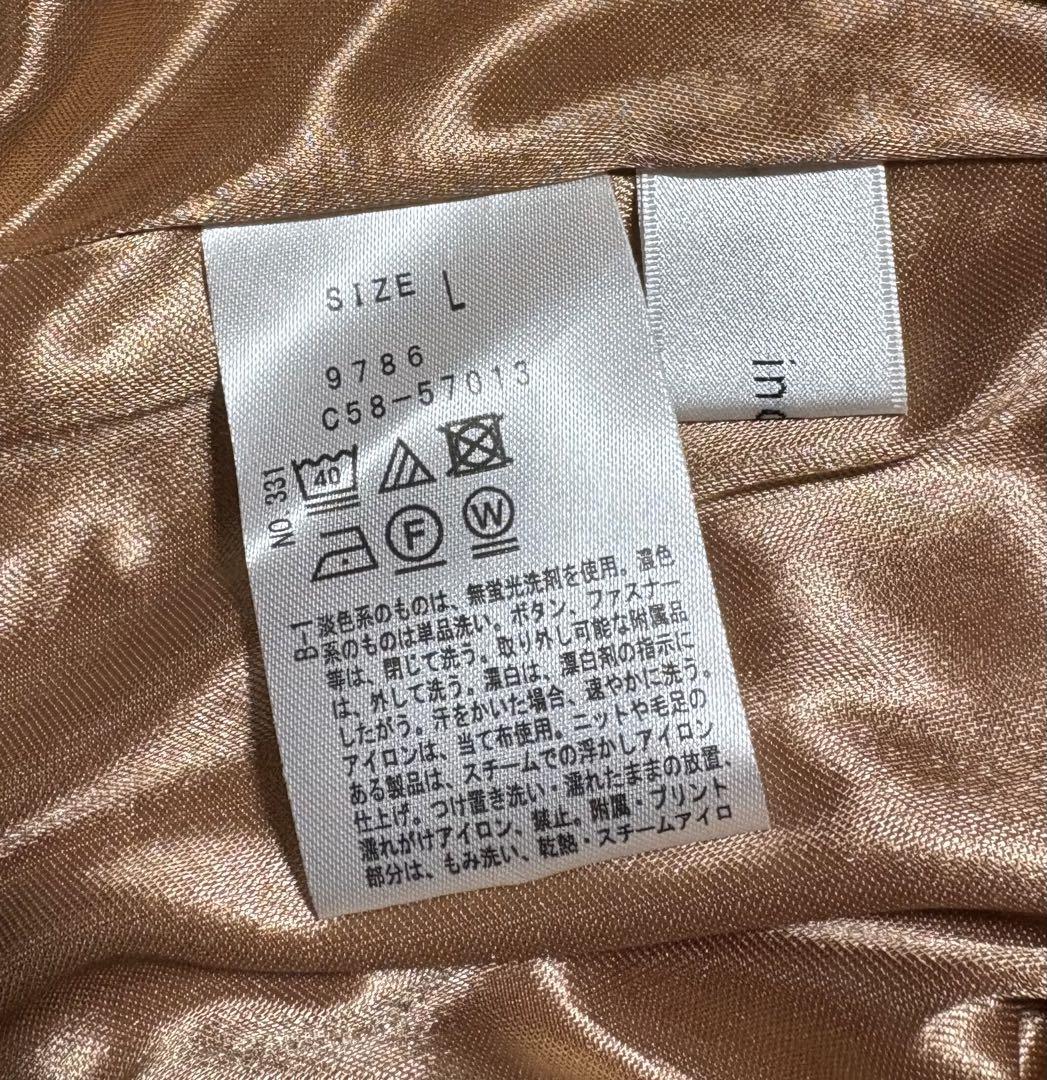 SIZE L
9786
C58-57013
NO.331
40
F
W
B-1
淡色系のものは、無蛍光洗剤を使用。濃色
系のものは単品洗い。ボタン、ファスナー
等は、閉じて洗う。取り外し可能な附属品
は、外して洗う。漂白は、漂白剤の指示に
したがう。汗をかいた場合、速やかに洗う。
アイロンは、当て布使用。ニットや毛足の
ある製品は、スチームでの浮かしアイロン
仕上げ。つけ置き洗い・濡れたままの放置、
濡れがけアイロン、禁止。附属・プリント
部分は、もみ洗い、乾熱・スチームアイロ
in